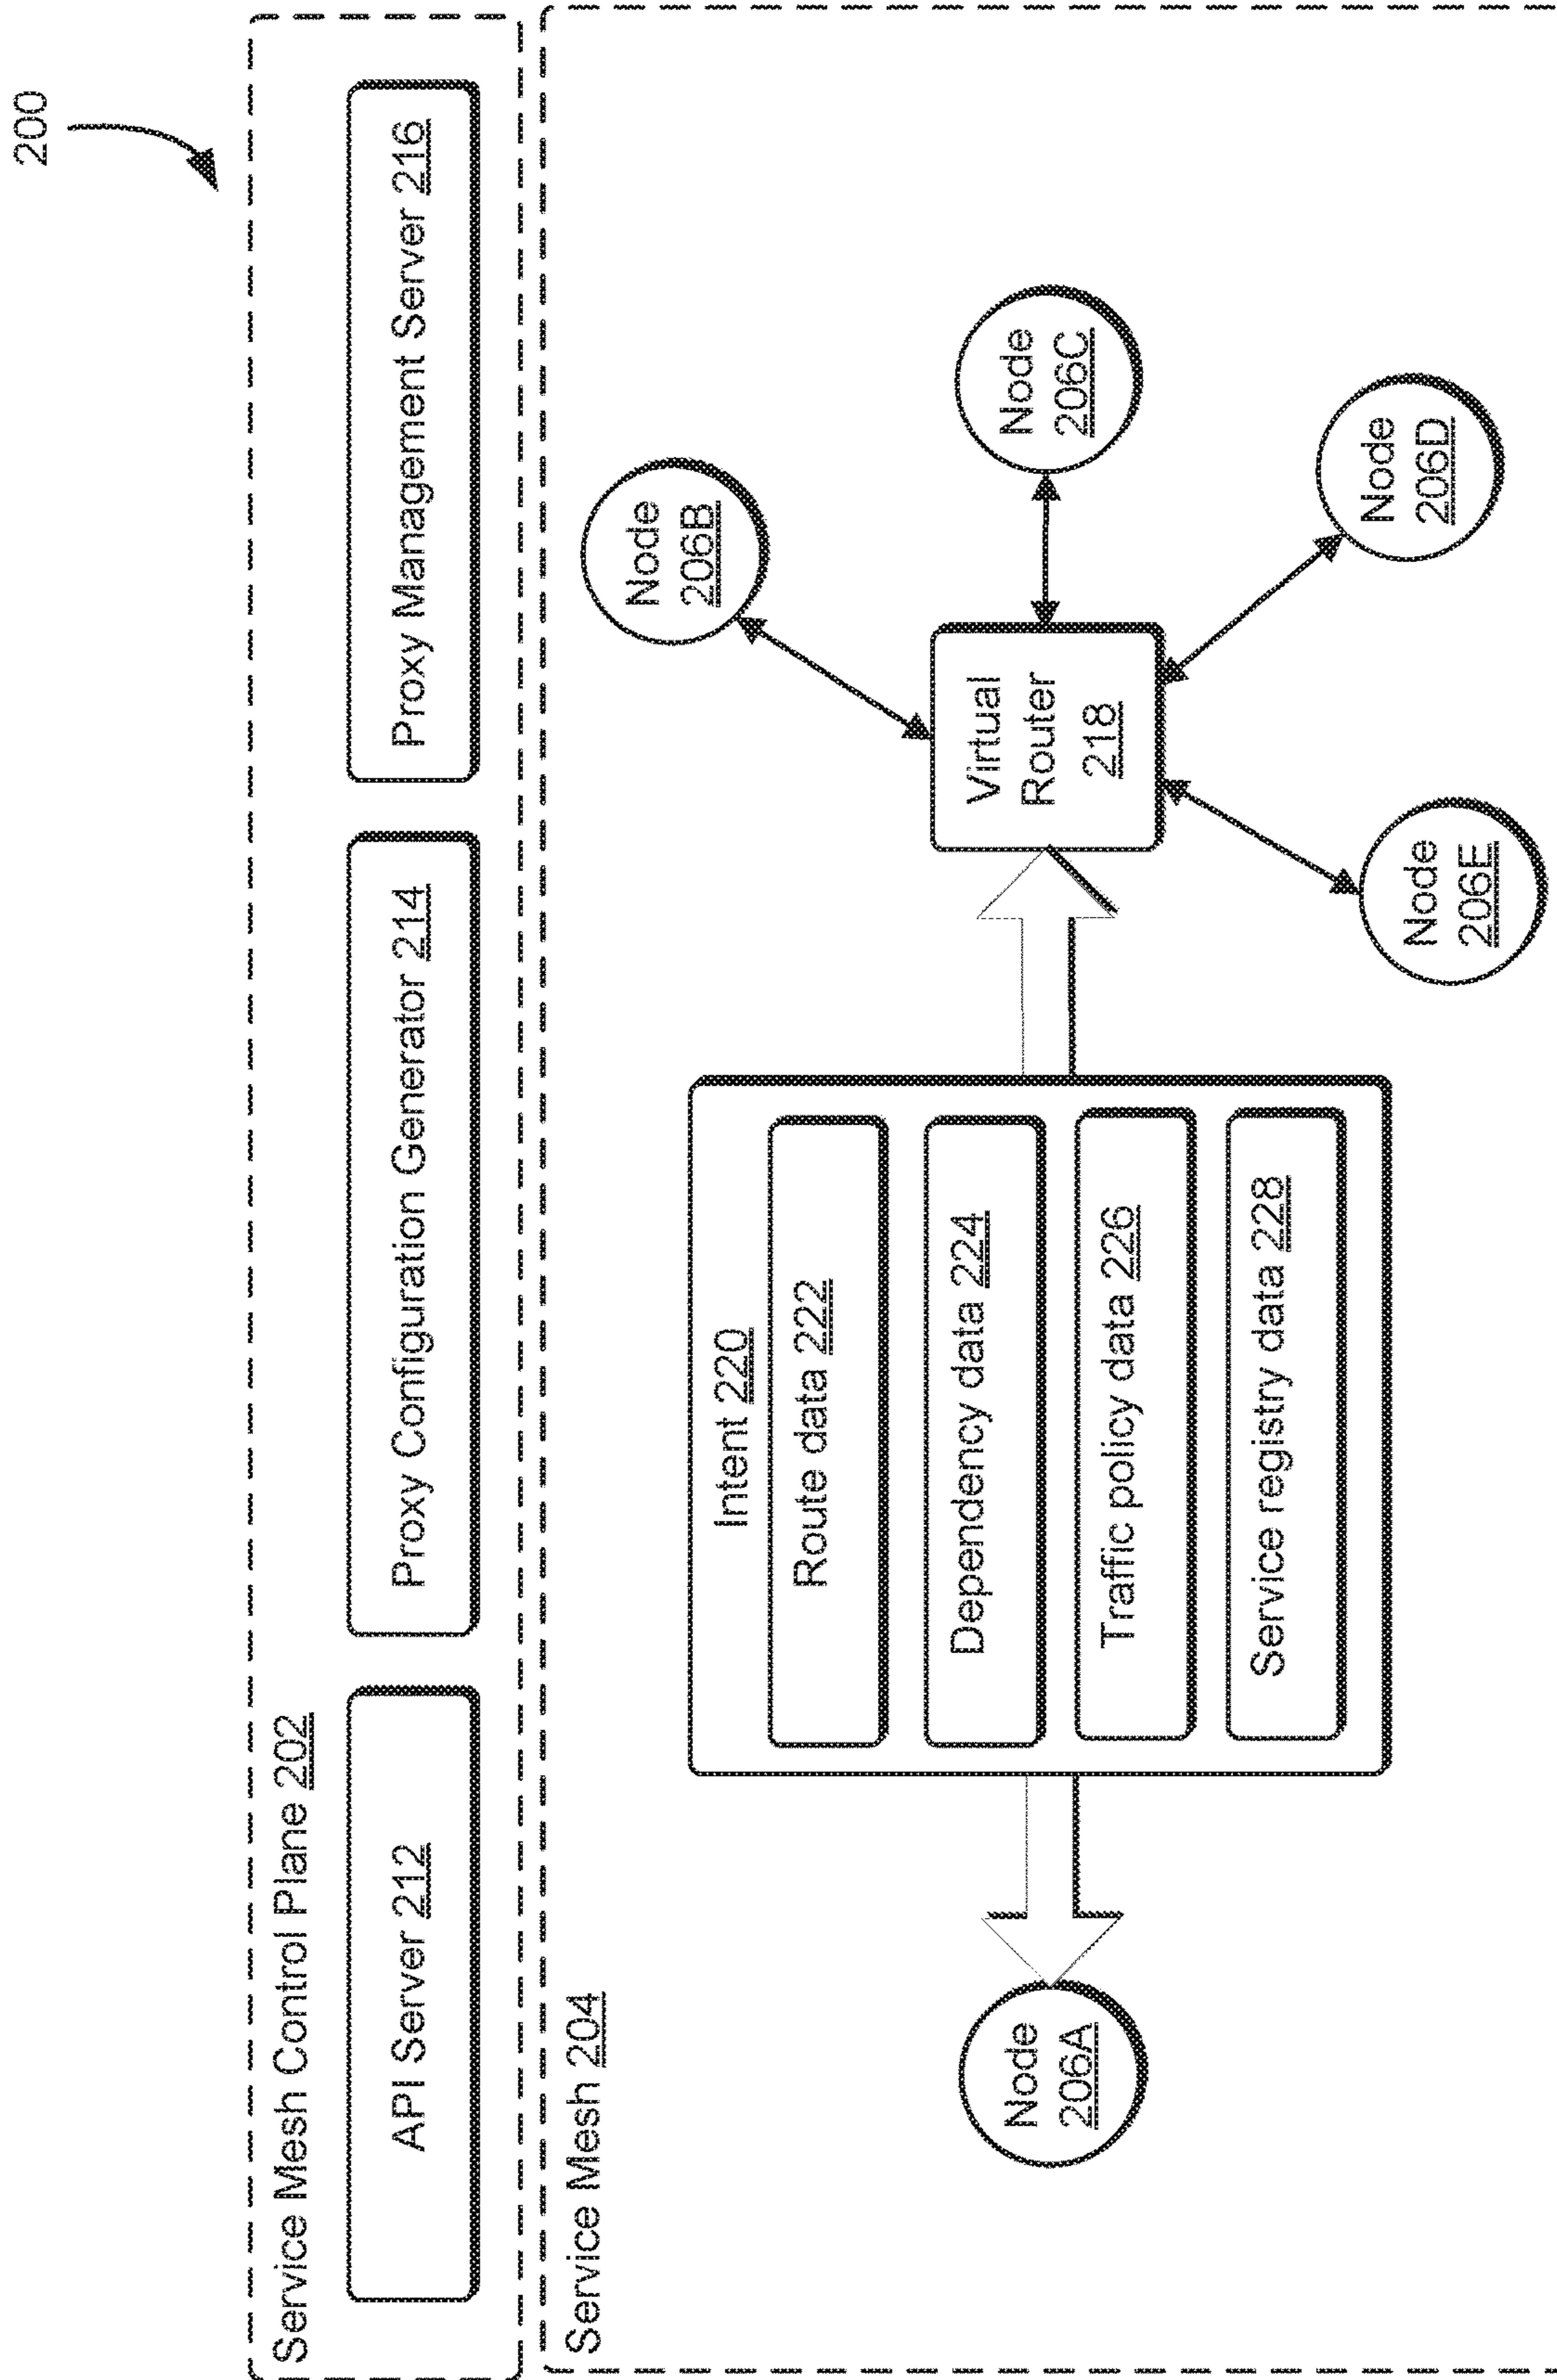 200
Service Mesh Control Plane 202
API Server 212
Proxy Configuration Generator 214
Proxy Management Server 216
Service Mesh 204
Node
206A
Intent 220
Route data 222
Dependency data 224
Traffic policy data 226
Service registry data 228
Virtual
Router
218
Node
206B
Node
206C
Node
206D
Node
206E